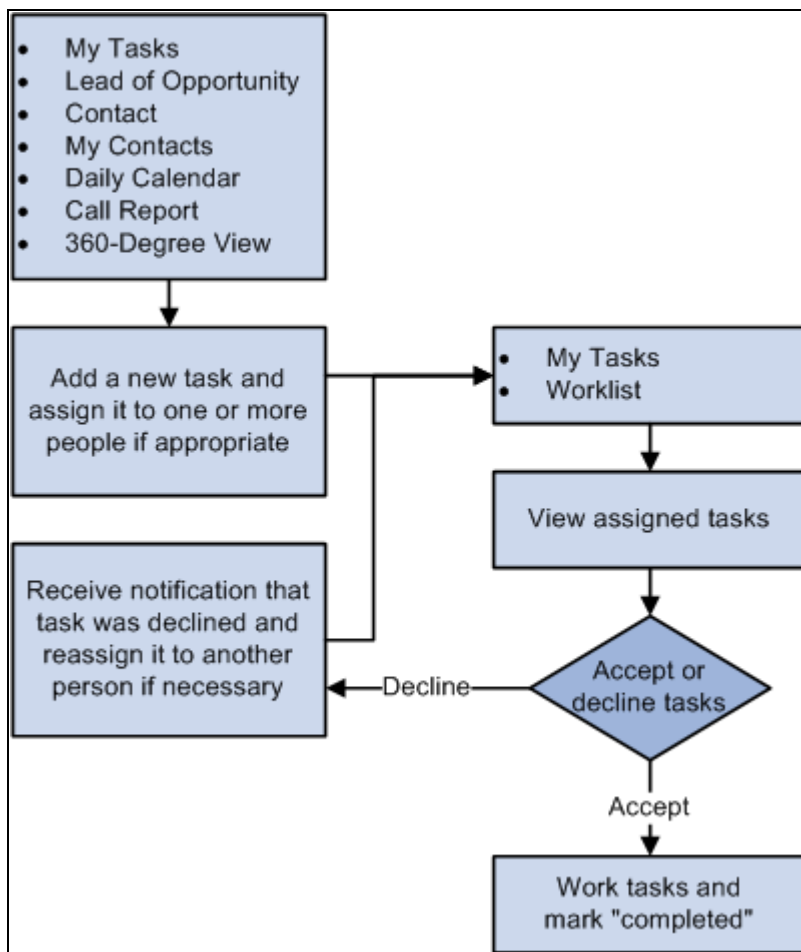 • My Tasks
• Lead of Opportunity
• Contact
• My Contacts
• Daily Calendar
• Call Report
• 360-Degree View
Add a new task and
assign it to one or more
people if appropriate
• My Tasks
• Worklist
View assigned tasks
Accept or
decline tasks
Decline
Receive notification that
task was declined and
reassign it to another
person if necessary
Accept
Work tasks and
mark "completed"